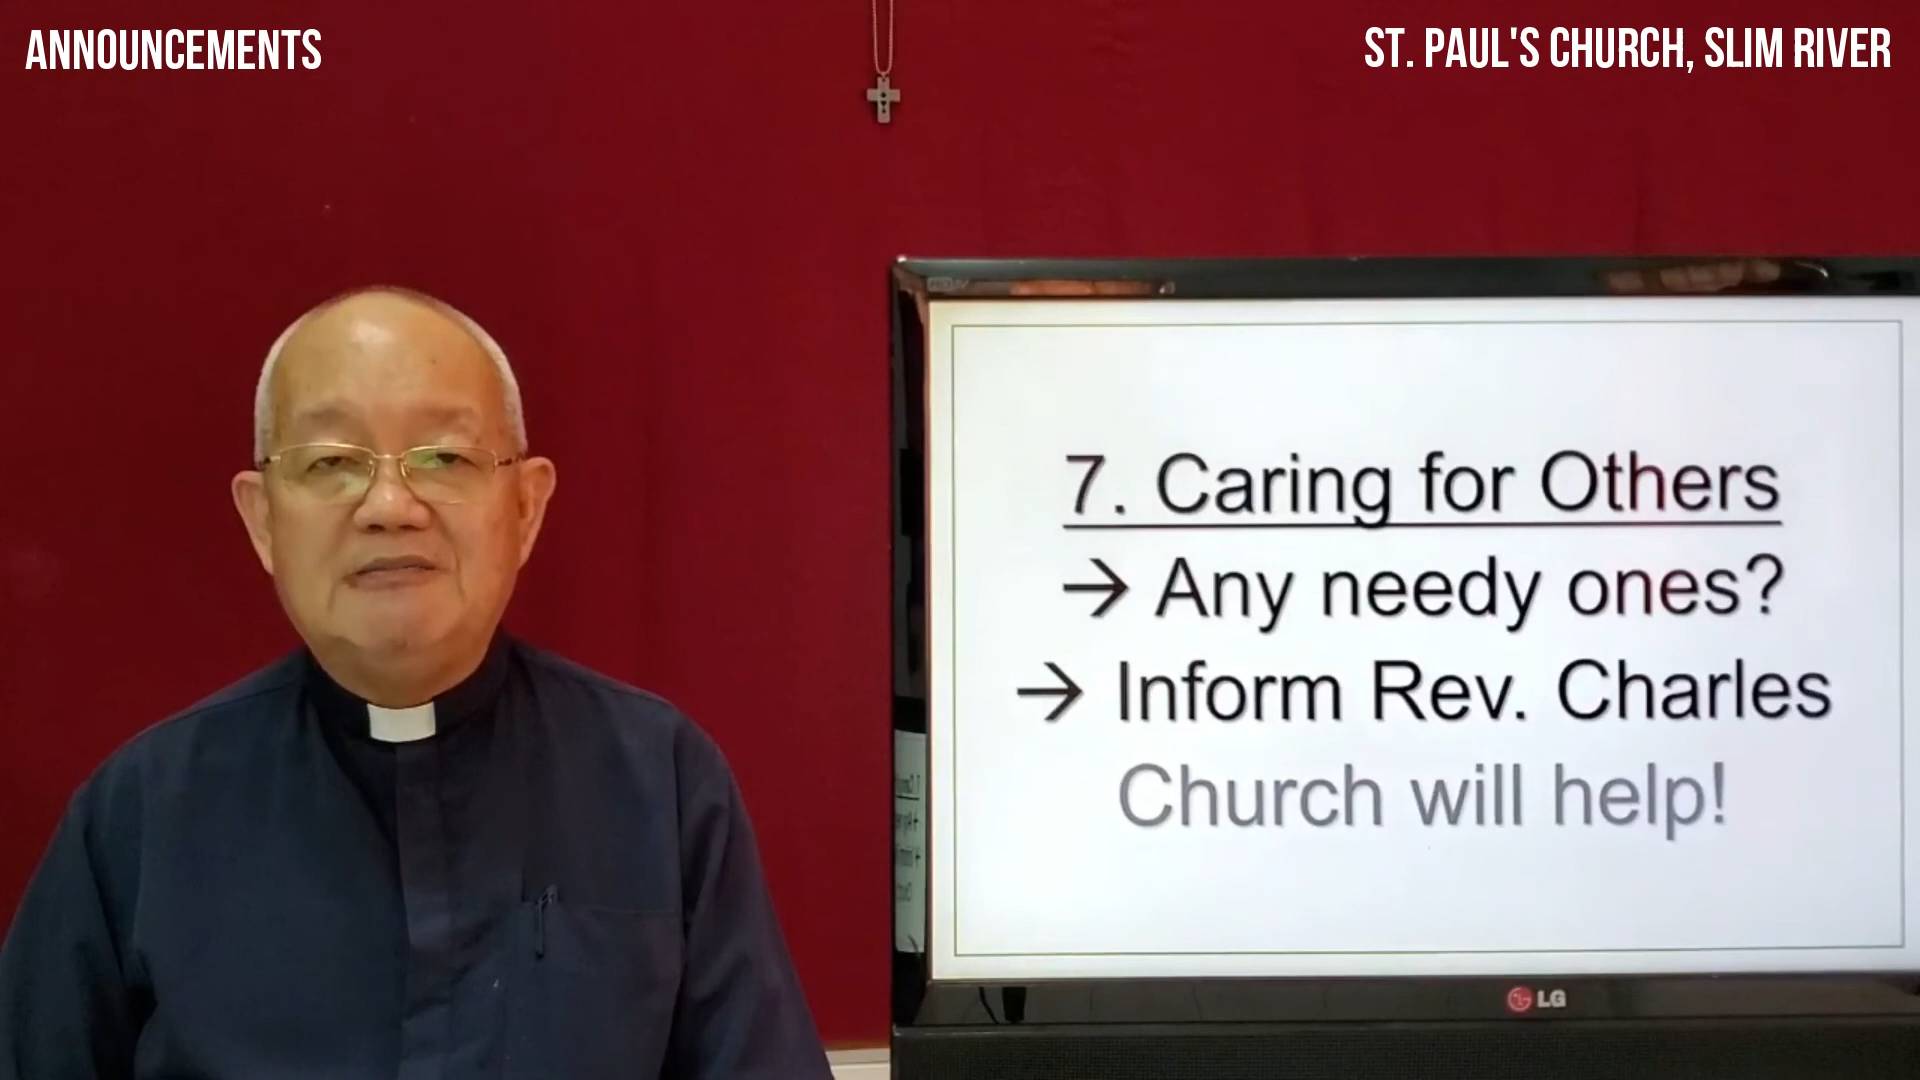 ANNOUNCEMENTS
ST. PAUL'S CHURCH, SLIM RIVER
7. Caring for Others
→ Any needy ones?
→ Inform Rev. Charles
Church will help!
LG